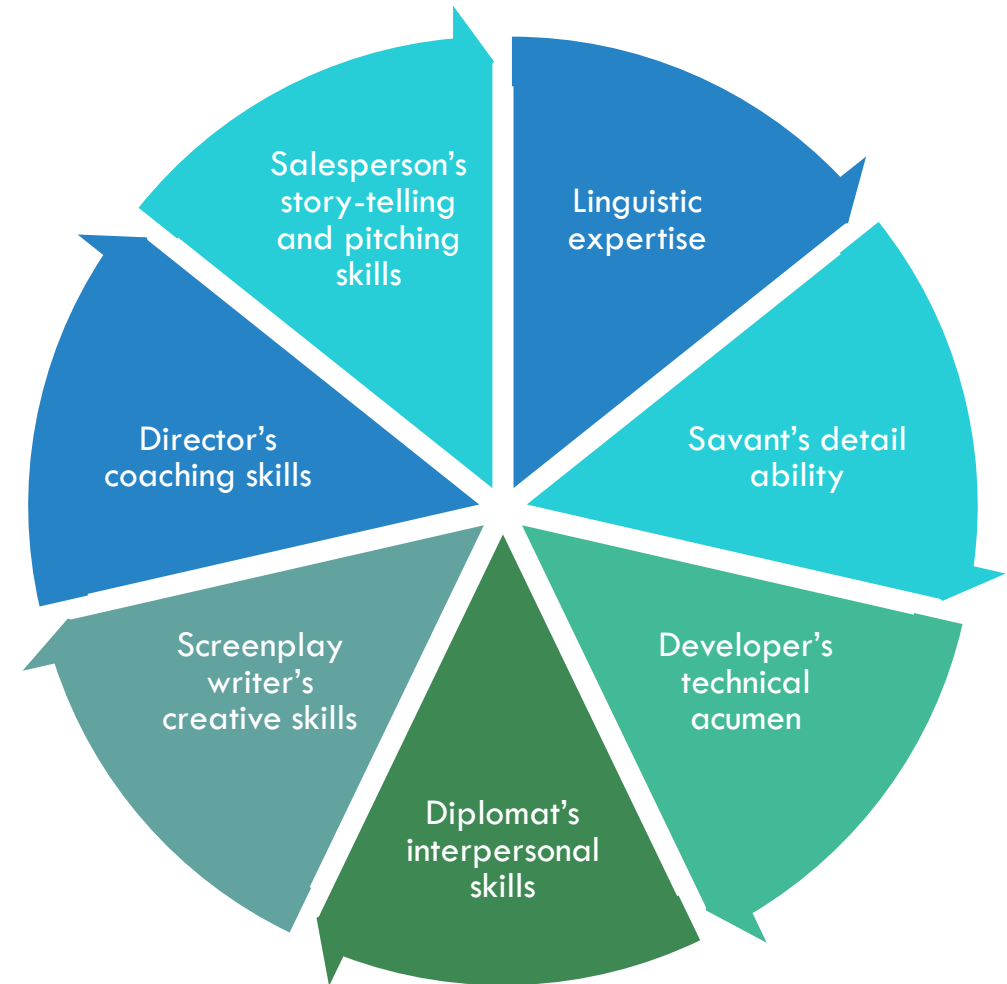 Linguistic
expertise
Savant's detail
ability
Developer's
technical
acumen
Diplomat's
interpersonal
skills
Screenplay
writer's
creative skills
Director's
coaching skills
Salesperson's
story-telling
and pitching
skills